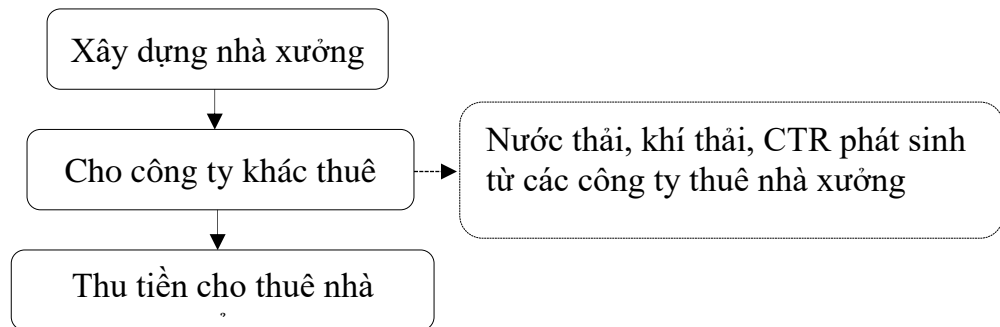 Xây dựng nhà xưởng
Cho công ty khác thuê
Nước thải, khí thải, CTR phát sinh
từ các công ty thuê nhà xưởng
Thu tiền cho thuê nhà